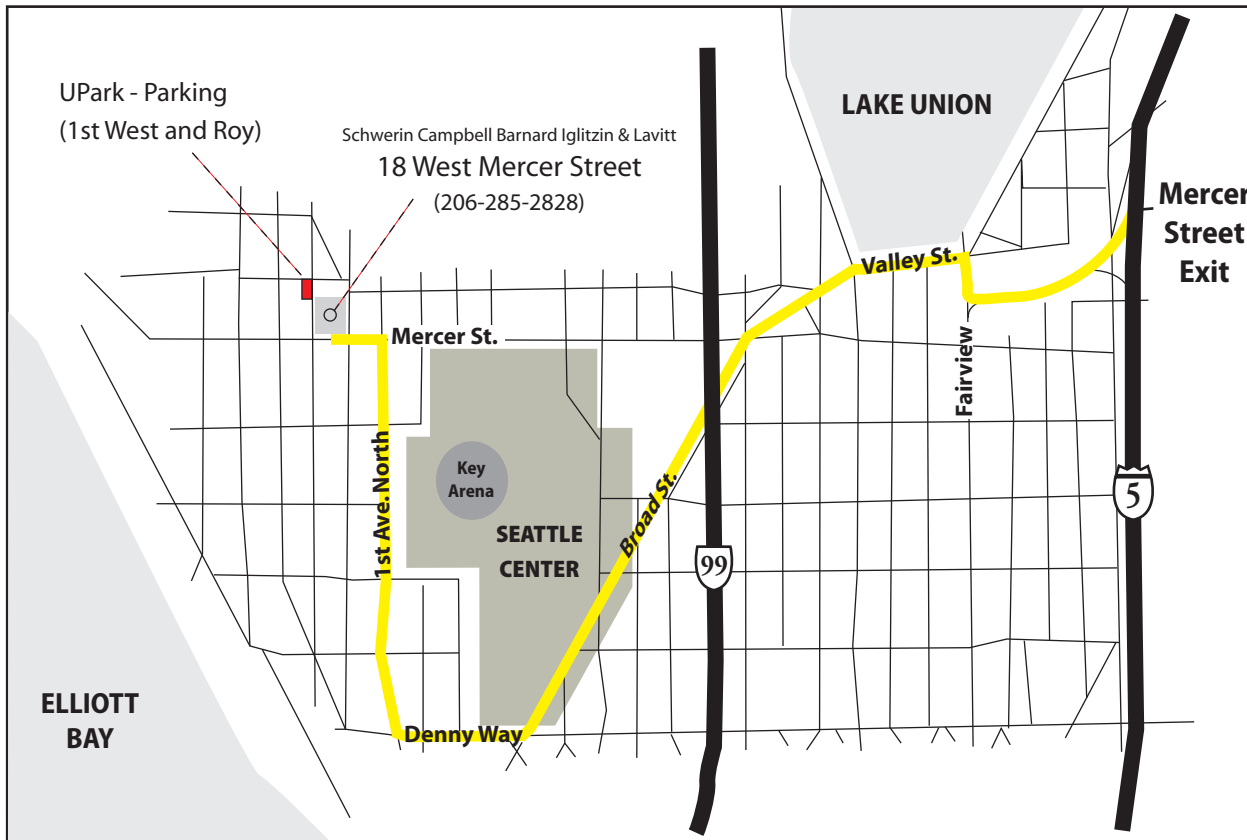 UPark - Parking
(1st West and Roy)
Schwerin Campbell Barnard Iglitzin & Lavitt
18 West Mercer Street
(206-285-2828)
LAKE UNION
Mercer
Street
Exit
Valley St.
Mercer St.
Fairview
1st Ave. North
Key
Arena
SEATTLE
CENTER
Broad St.
99
5
ELLIOTT
BAY
Denny Way